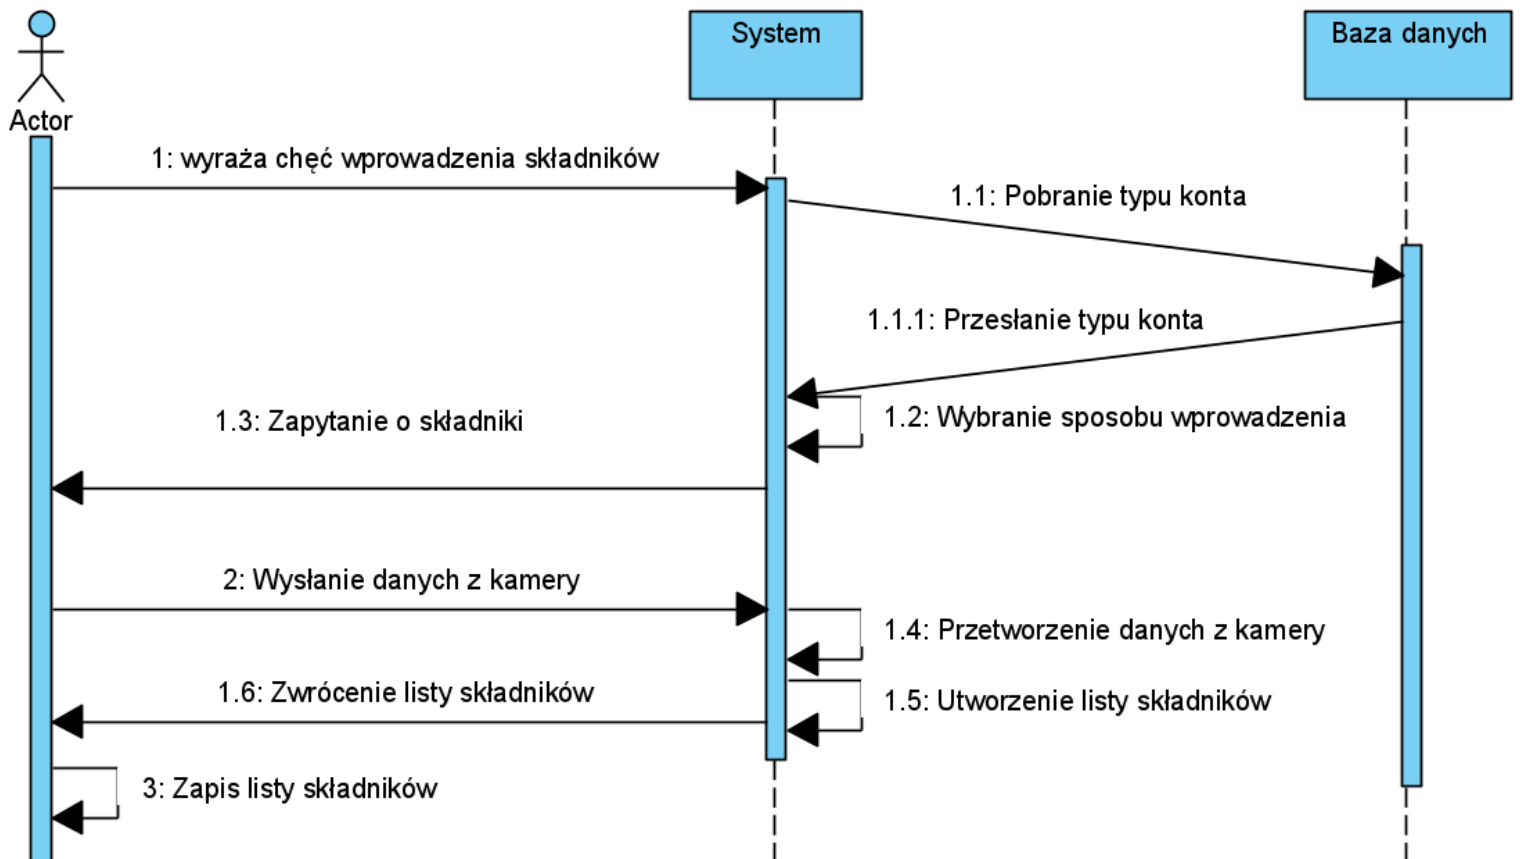 System
Baza danych
Actor
1: wyraża chęć wprowadzenia składników
1.1: Pobranie typu konta
1.1.1: Przesłanie typu konta
1.2: Wybranie sposobu wprowadzenia
1.3: Zapytanie o składniki
2: Wysłanie danych z kamery
1.4: Przetworzenie danych z kamery
1.6: Zwrócenie listy składników
1.5: Utworzenie listy składników
3: Zapis listy składników